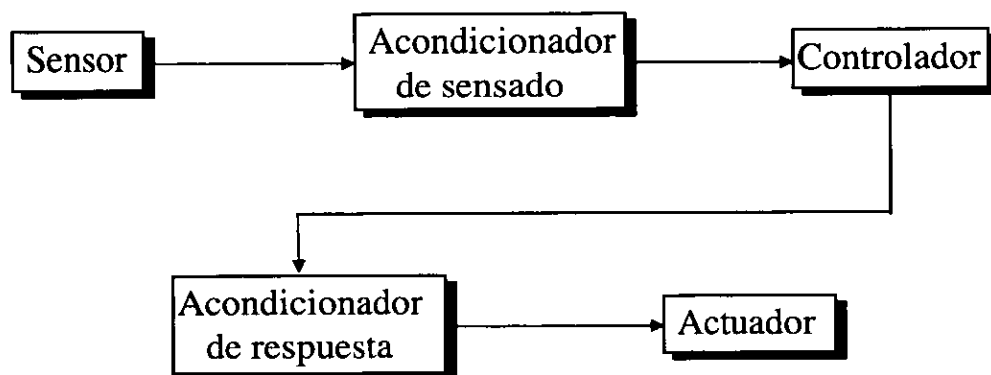 Sensor
Acondicionador
de sensado
Controlador
Acondicionador
de respuesta
Actuador